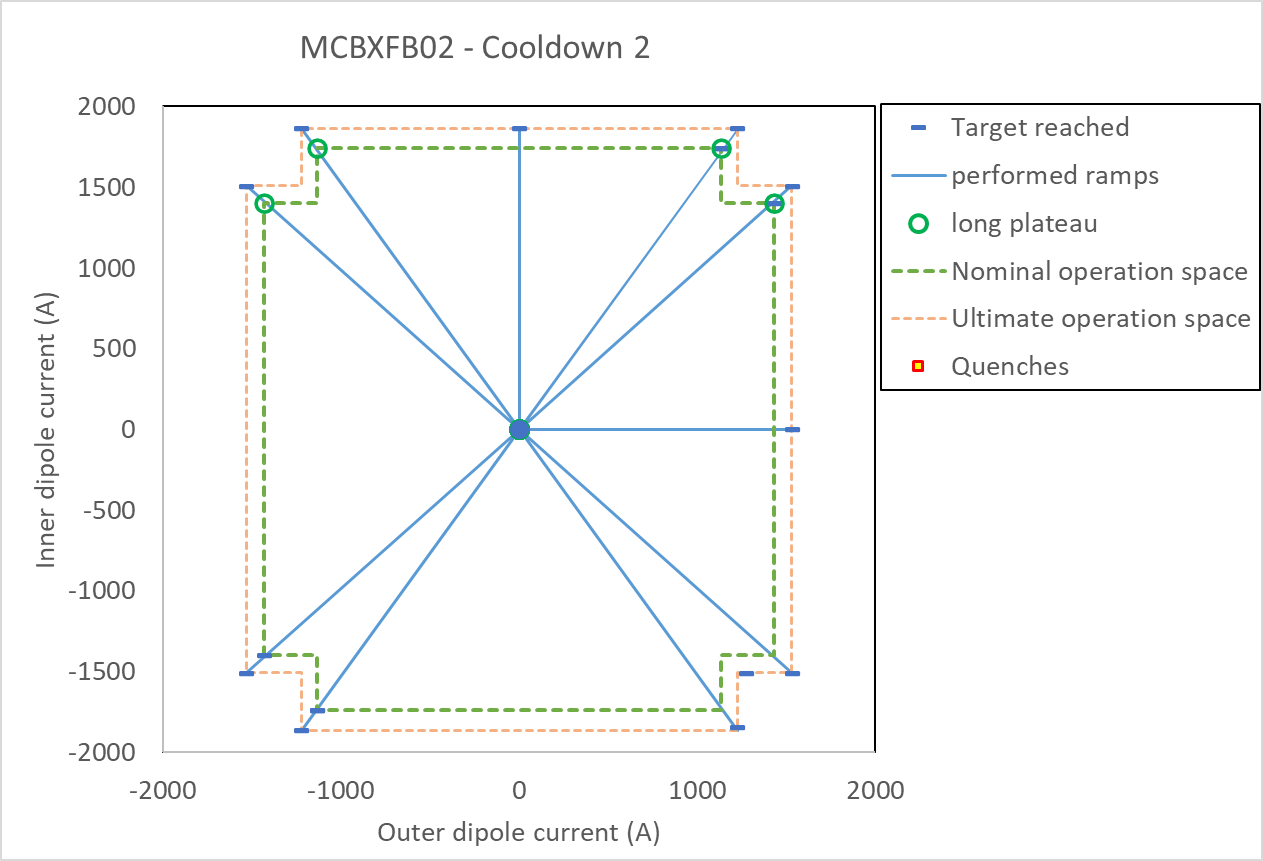 MCBXFB02 - Cooldown 2
2000
1500
1000
500
0
-500
-1000
-1500
-2000
-2000 -1000 0 1000 2000
Inner dipole current (A)
Outer dipole current (A)
Target reached
performed ramps
long plateau
Nominal operation space
Ultimate operation space
Quenches